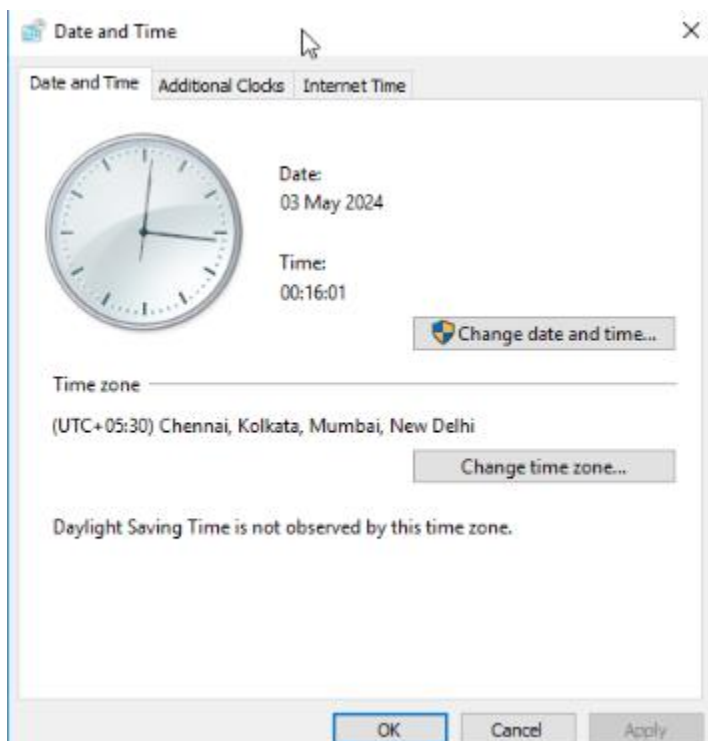 Date and Time
Date and Time Additional Clocks Internet Time
Date:
03 May 2024
Time:
00:16:01
Change date and time...
Time zone
(UTC+05:30) Chennai, Kolkata, Mumbai, New Delhi
Change time zone...
Daylight Saving Time is not observed by this time zone.
OK Cancel Apply